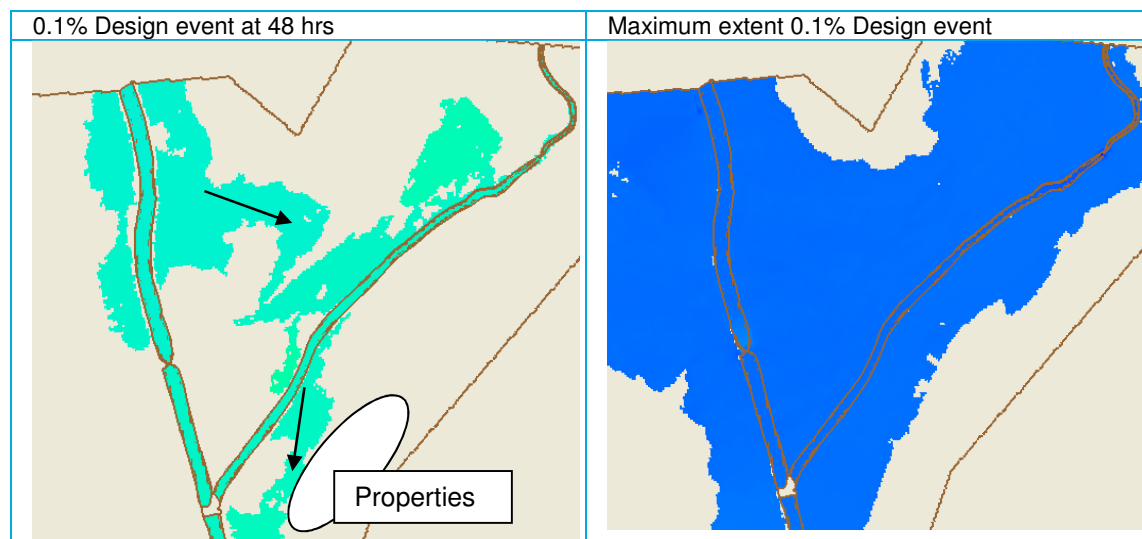 0.1% Design event at 48 hrs
Maximum extent 0.1% Design event
Properties